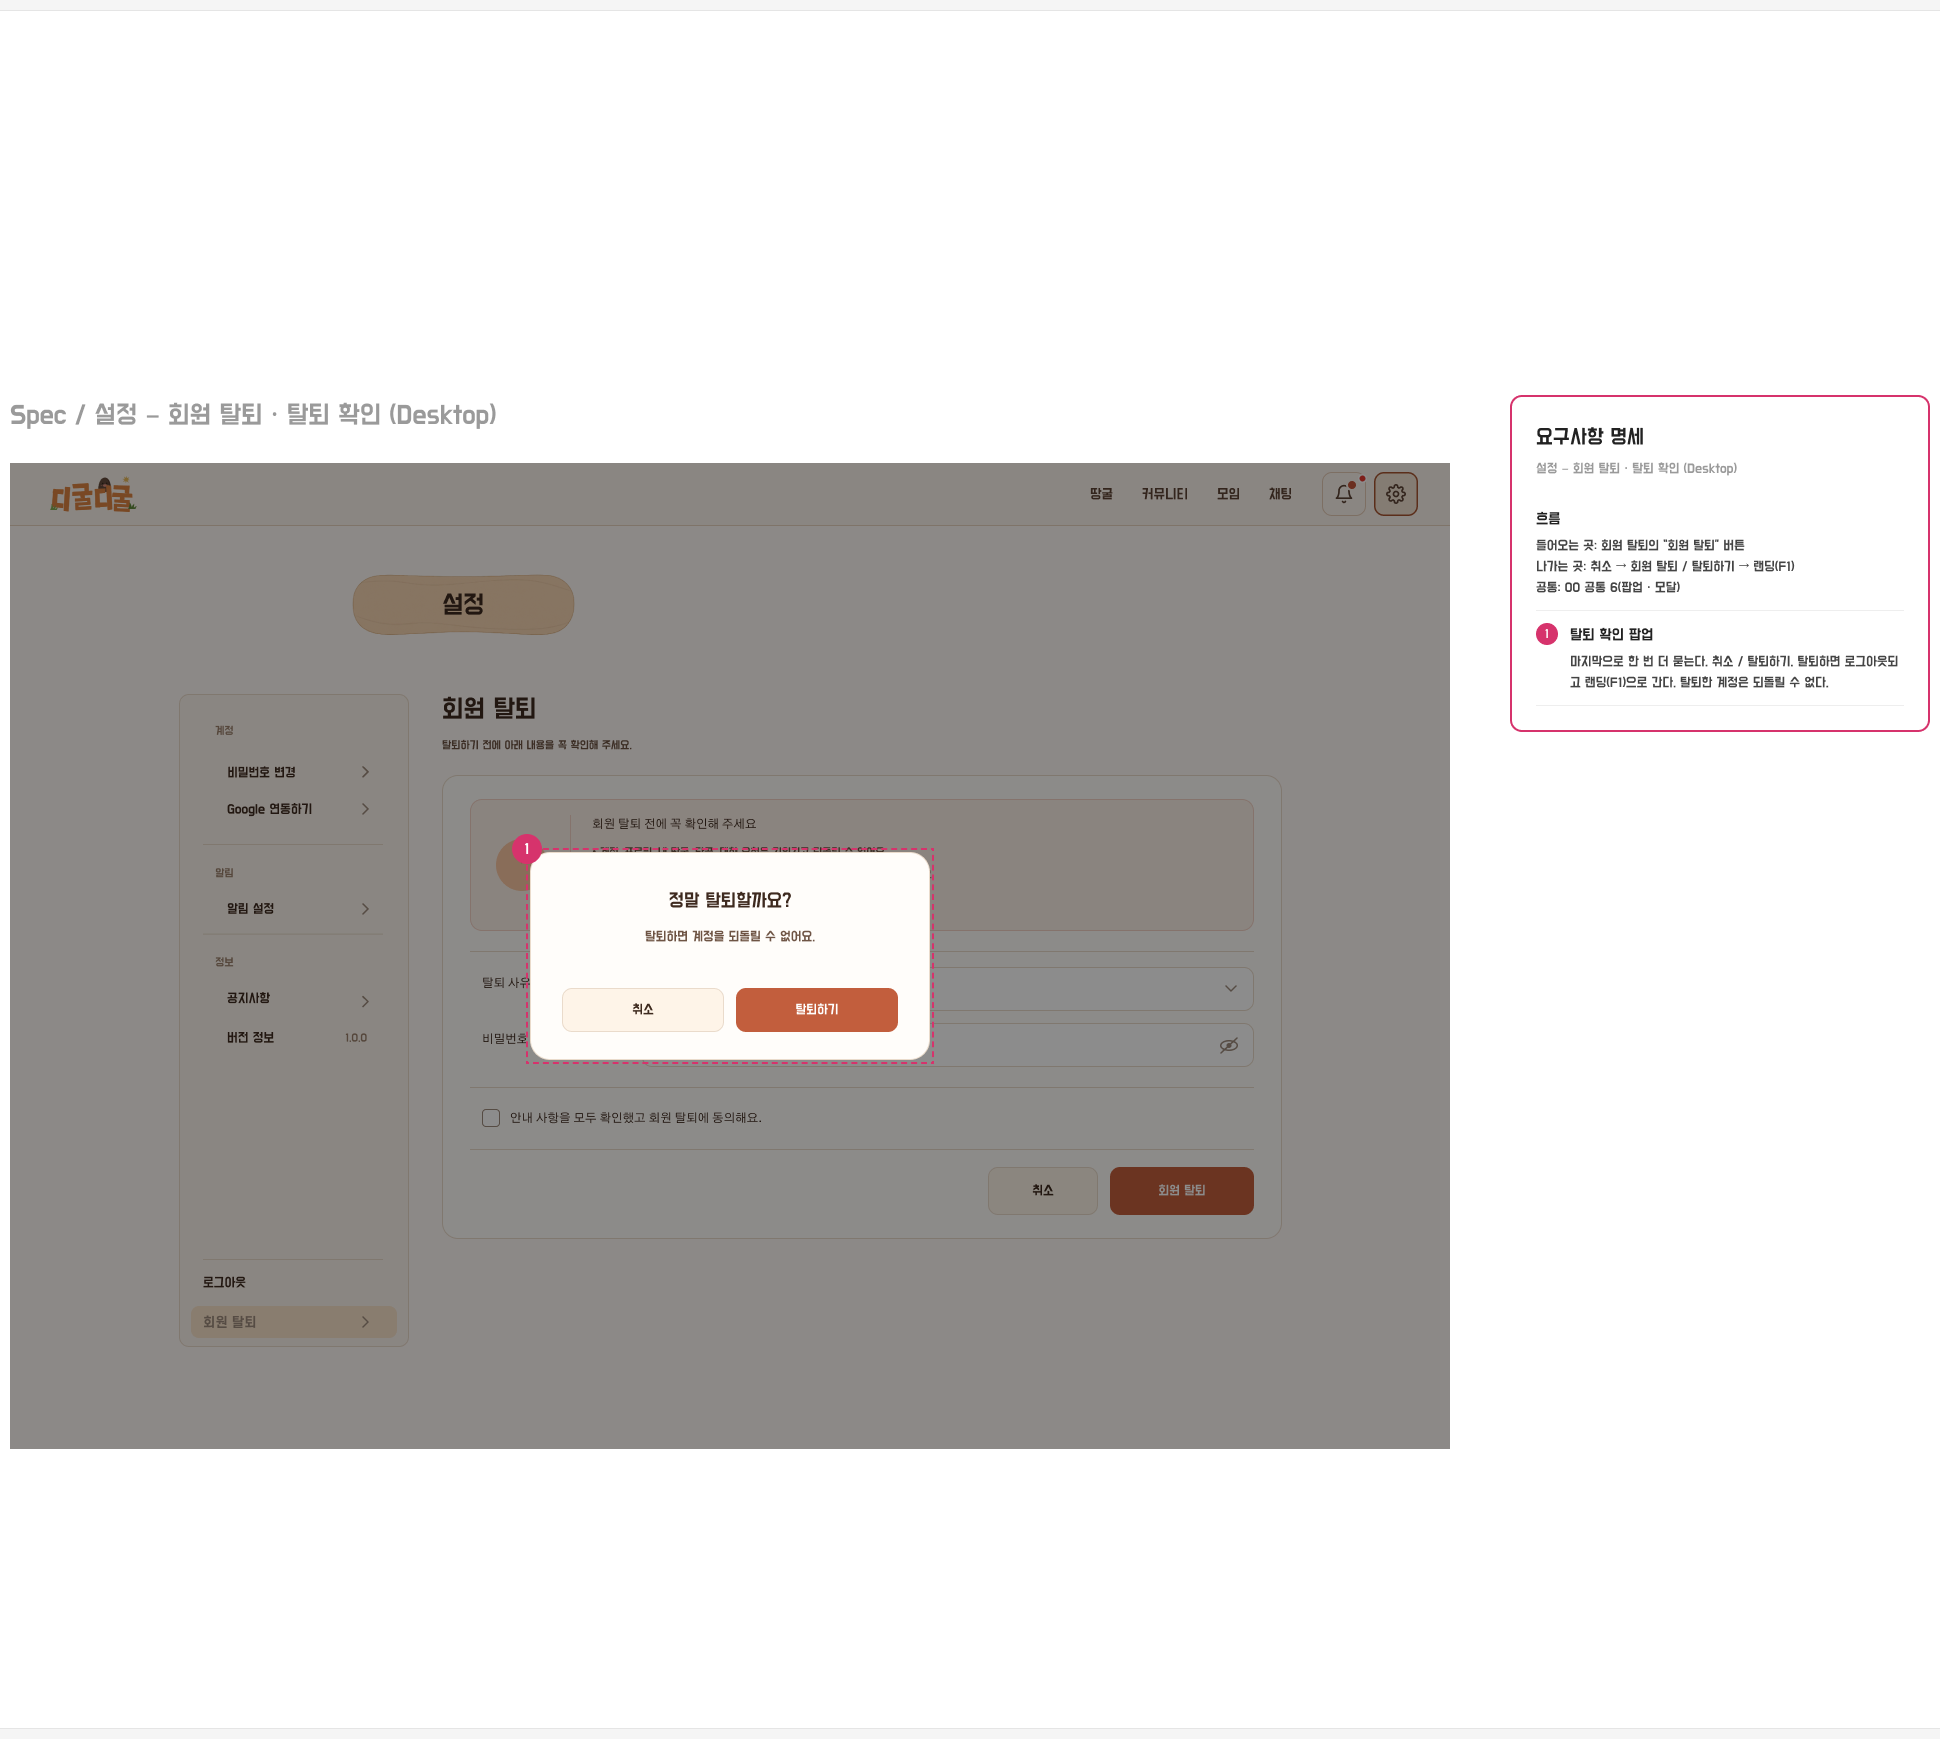 Spec / 설정 – 회원 탈퇴 · 탈퇴 확인 (Desktop)
디굴디굴
땅굴
커뮤니티
모임
채팅
설정
계정
비밀번호 변경
Google 연동하기
알림
알림 설정
정보
공지사항
버전 정보
1.0.0
로그아웃
회원 탈퇴
회원 탈퇴
탈퇴하기 전에 아래 내용을 꼭 확인해 주세요.
회원 탈퇴 전에 꼭 확인해 주세요
1
정말 탈퇴할까요?
탈퇴하면 계정을 되돌릴 수 없어요.
취소
탈퇴하기
탈퇴 사유
비밀번호
안내 사항을 모두 확인했고 회원 탈퇴에 동의해요.
취소
회원 탈퇴
요구사항 명세
설정 – 회원 탈퇴 · 탈퇴 확인 (Desktop)
흐름
들어오는 곳: 회원 탈퇴의 "회원 탈퇴" 버튼
나가는 곳: 취소 → 회원 탈퇴 / 탈퇴하기 → 랜딩(F1)
공통: 00 공통 6(팝업 · 모달)
1
탈퇴 확인 팝업
마지막으로 한 번 더 묻는다. 취소 / 탈퇴하기. 탈퇴하면 로그아웃되
고 랜딩(F1)으로 간다. 탈퇴한 계정은 되돌릴 수 없다.